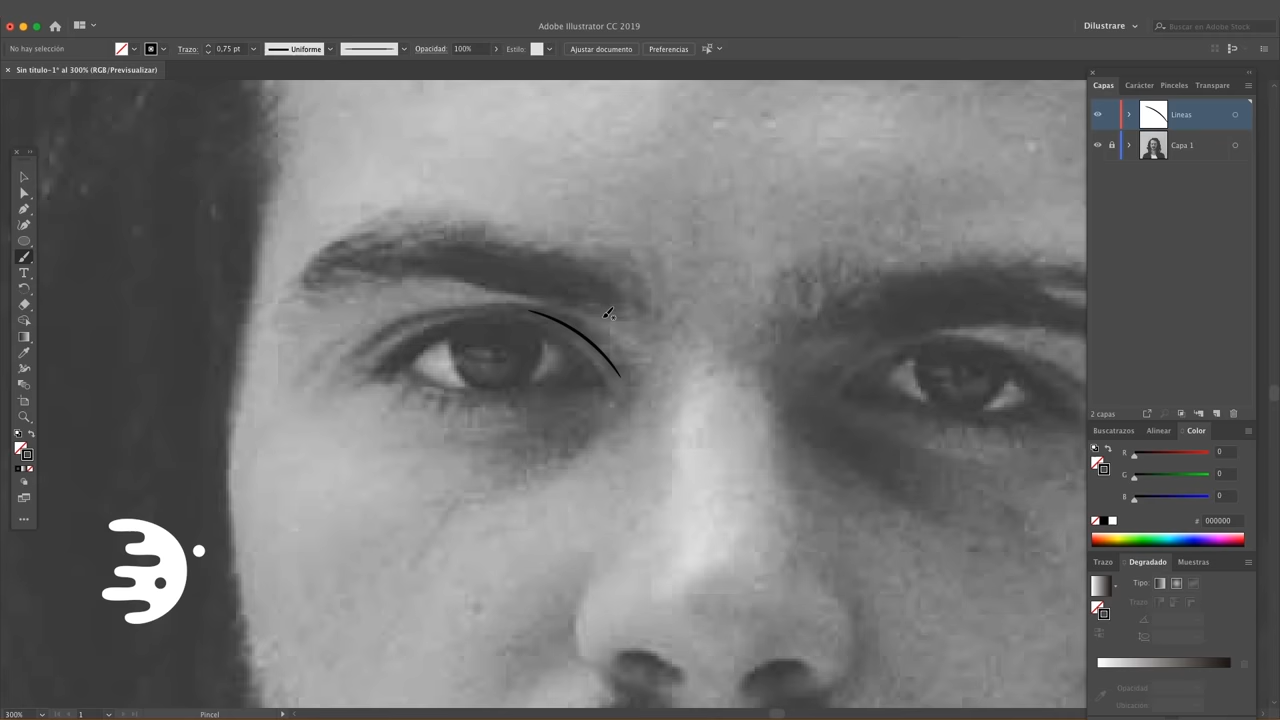 Adobe Illustrator CC 2019
Dilustrare
Buscar en Adobe Stock
No hay selección
Trazo:
0,75 pt
Uniforme
Opacidad:
100%
Estilo:
Ajustar documento
Preferencias
Sin título-1* al 300% (RGB/Previsualizar)
Capas
Carácter
Pinceles
Transpare
Lineas
Capa 1
2 capas
Buscatrazos
Alinear
Color
R
0
G
0
B
0
# 000000
Trazo
Degradado
Muestras
Tipo:
Trazo:
Opacidad:
Ubicación:
300%
1
Pincel